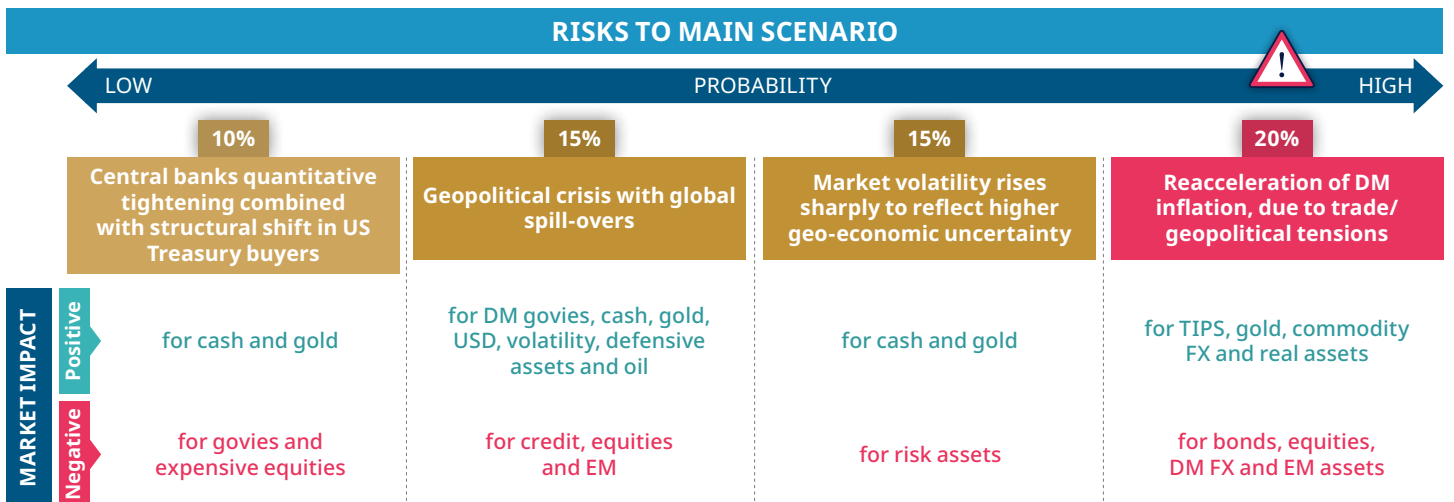 RISKS TO MAIN SCENARIO
!
LOW
PROBABILITY
HIGH
10%
15%
15%
20%
Central banks quantitative
tightening combined
with structural shift in US
Treasury buyers
Geopolitical crisis with global
spill-overs
Market volatility rises
sharply to reflect higher
geo-economic uncertainty
Reacceleration of DM
inflation, due to trade/
geopolitical tensions
MARKET IMPACT
Positive
for cash and gold
for DM govies, cash, gold,
USD, volatility, defensive
assets and oil
for cash and gold
for TIPS, gold, commodity
FX and real assets
Negative
for govies and
expensive equities
for credit, equities
and EM
for risk assets
for bonds, equities,
DM FX and EM assets